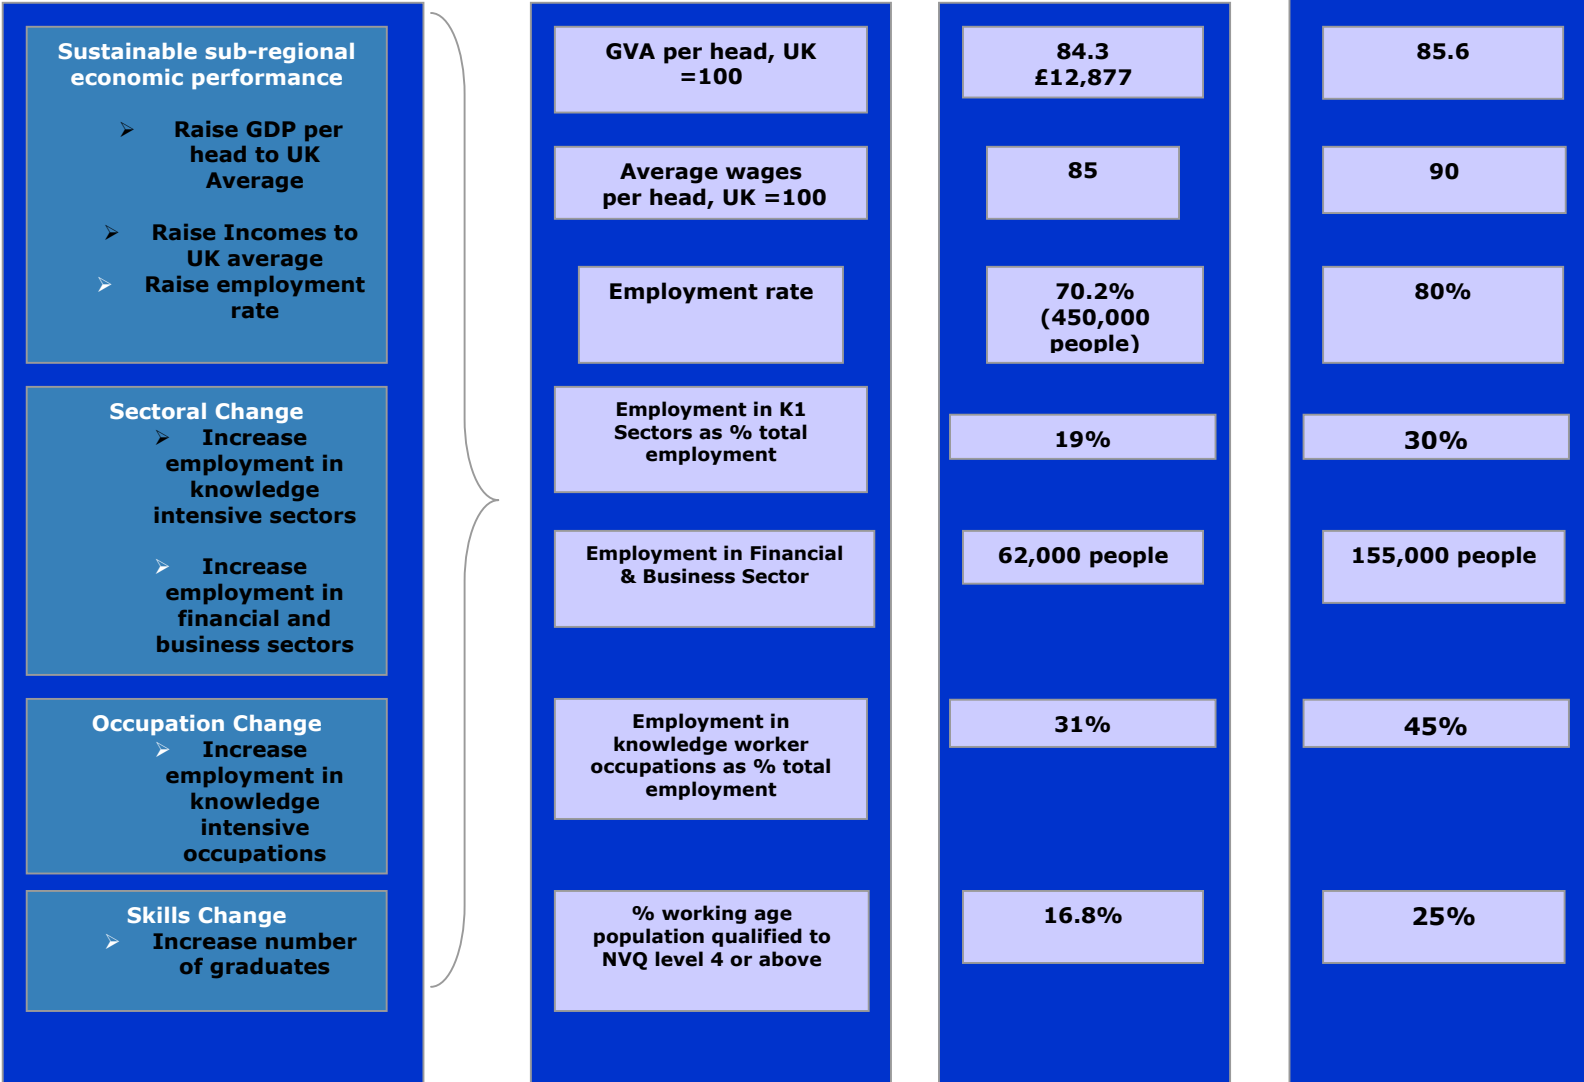 Sustainable sub-regional
economic performance
➢ Raise GDP per
head to UK
Average
➢ Raise Incomes to
UK average
➢ Raise employment
rate
Sectoral Change
➢ Increase
employment in
knowledge
intensive sectors
➢ Increase
employment in
financial and
business sectors
Occupation Change
➢ Increase
employment in
knowledge
intensive
occupations
Skills Change
➢ Increase number
of graduates
GVA per head, UK
=100
Average wages
per head, UK =100
Employment rate
Employment in K1
Sectors as % total
employment
Employment in Financial
& Business Sector
Employment in
knowledge worker
occupations as % total
employment
% working age
population qualified to
NVQ level 4 or above
84.3
£12,877
85
70.2%
(450,000
people)
19%
62,000 people
31%
16.8%
85.6
90
80%
30%
155,000 people
45%
25%